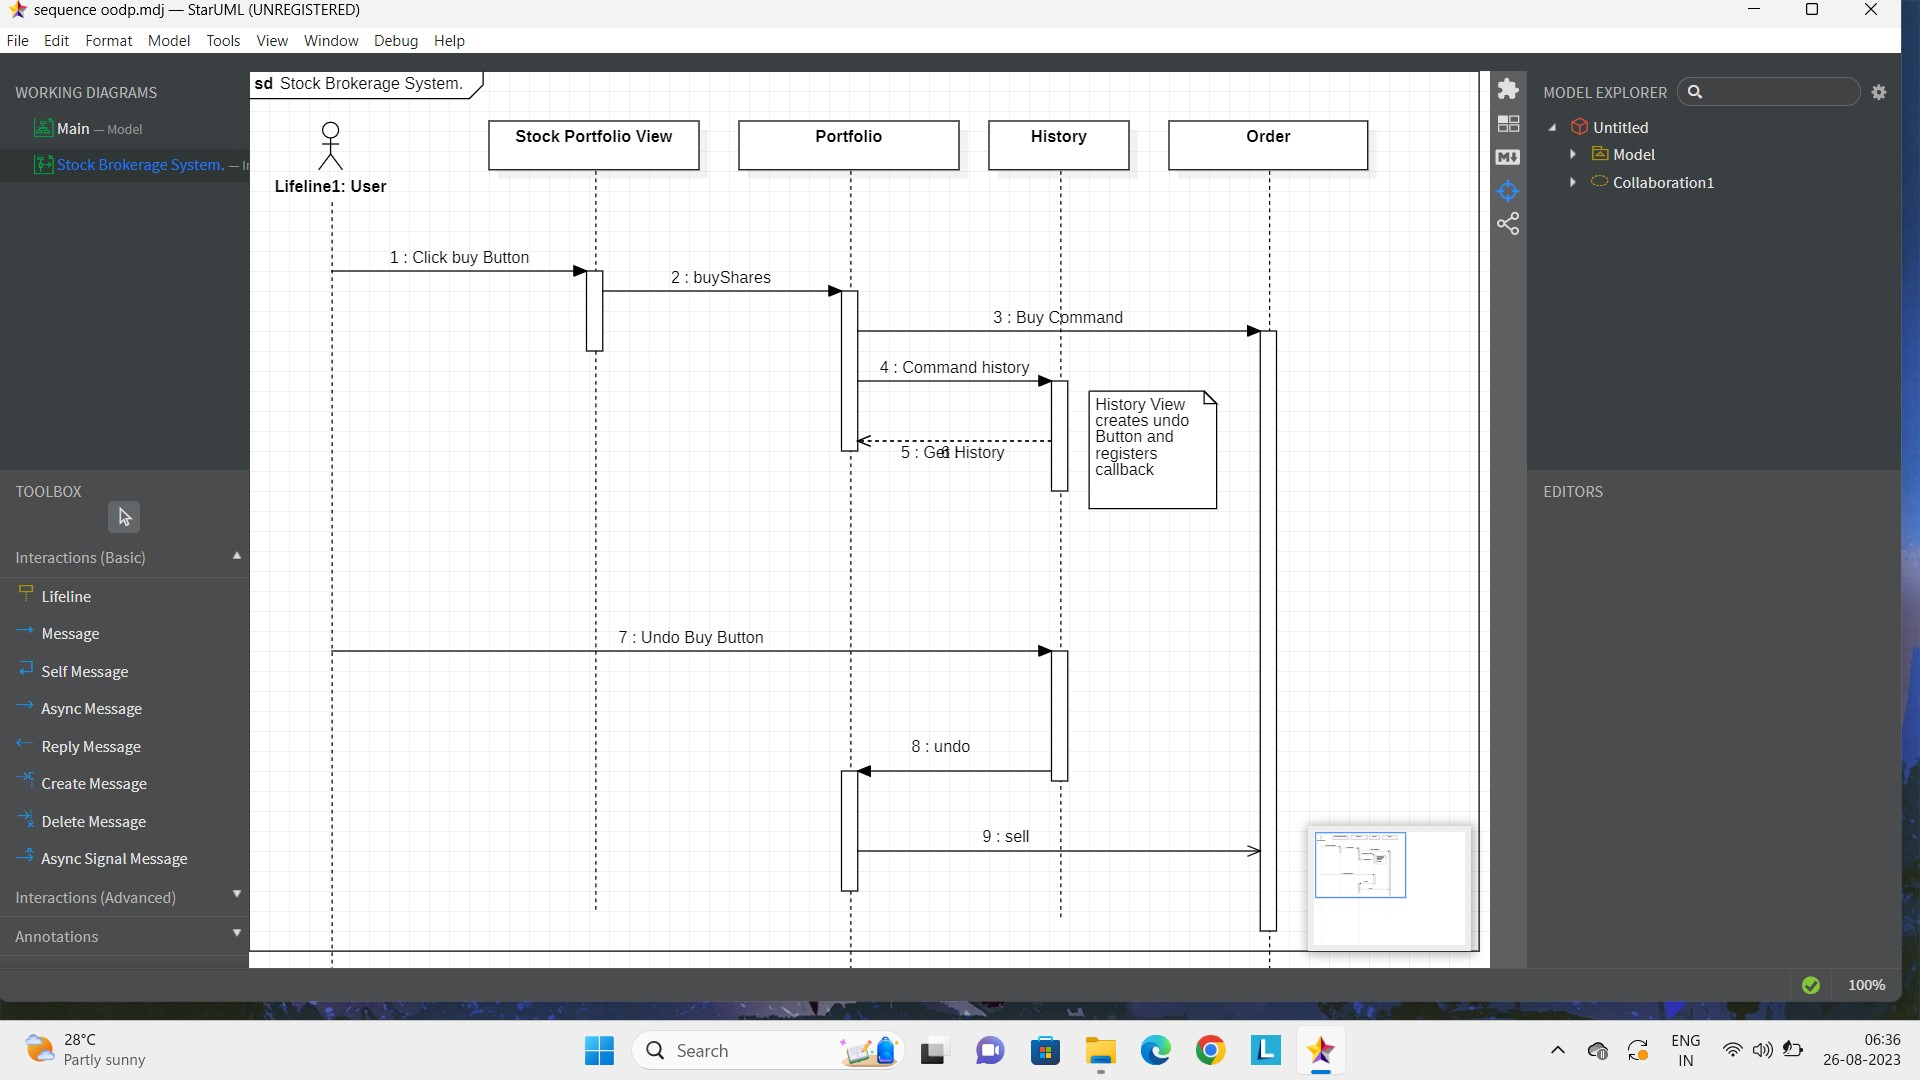 sequence oodp.mdj — StarUML (UNREGISTERED)
File Edit Format Model Tools View Window Debug Help
WORKING DIAGRAMS
Main — Model
Stock Brokerage System. — In
TOOLBOX
Interactions (Basic)
Lifeline
Message
Self Message
Async Message
Reply Message
Create Message
Delete Message
Async Signal Message
Interactions (Advanced)
Annotations
sd Stock Brokerage System.
Lifeline1: User
Stock Portfolio View
Portfolio
History
Order
1 : Click buy Button
2 : buyShares
3 : Buy Command
4 : Command history
History View
creates undo
Button and
registers
callback
5 : Get History
6 :
7 : Undo Buy Button
8 : undo
9 : sell
MODEL EXPLORER
Untitled
Model
Collaboration1
EDITORS
100%
28°C
Partly sunny
Search
ENG
IN
06:36
26-08-2023